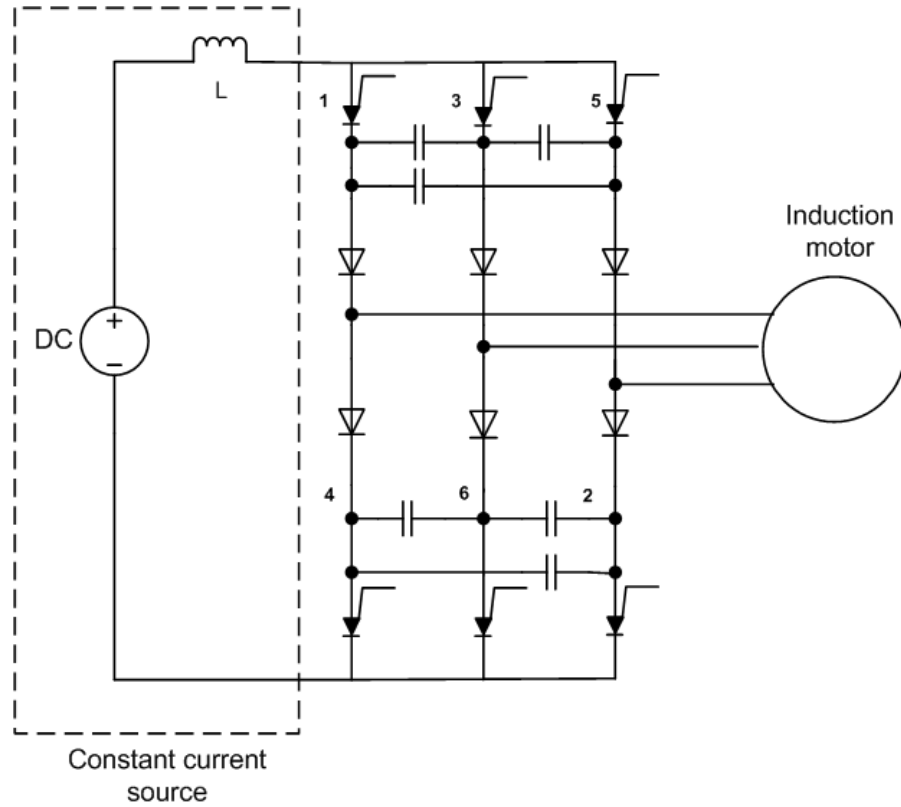 L
1
3
5
Induction
motor
DC
+
−
4
6
2
Constant current
source